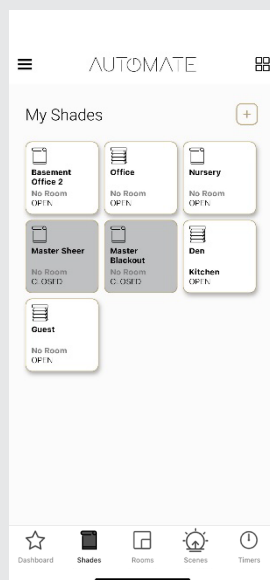 AUTOMATE
My Shades
+
Basement
Office 2
No Room
OPEN
Office
No Room
OPEN
Nursery
No Room
OPEN
Master Sheer
No Room
CLOSED
Master
Blackout
No Room
CLOSED
Den
Kitchen
OPEN
Guest
No Room
OPEN
Dashboard
Shades
Rooms
Scenes
Timers